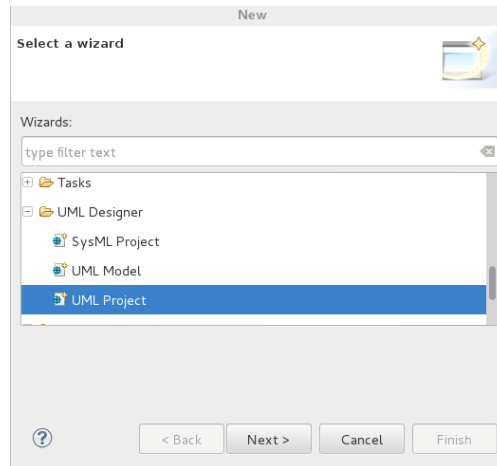 New
Select a wizard
Wizards:
type filter text
Tasks
UML Designer
SysML Project
UML Model
UML Project
? < Back Next > Cancel Finish